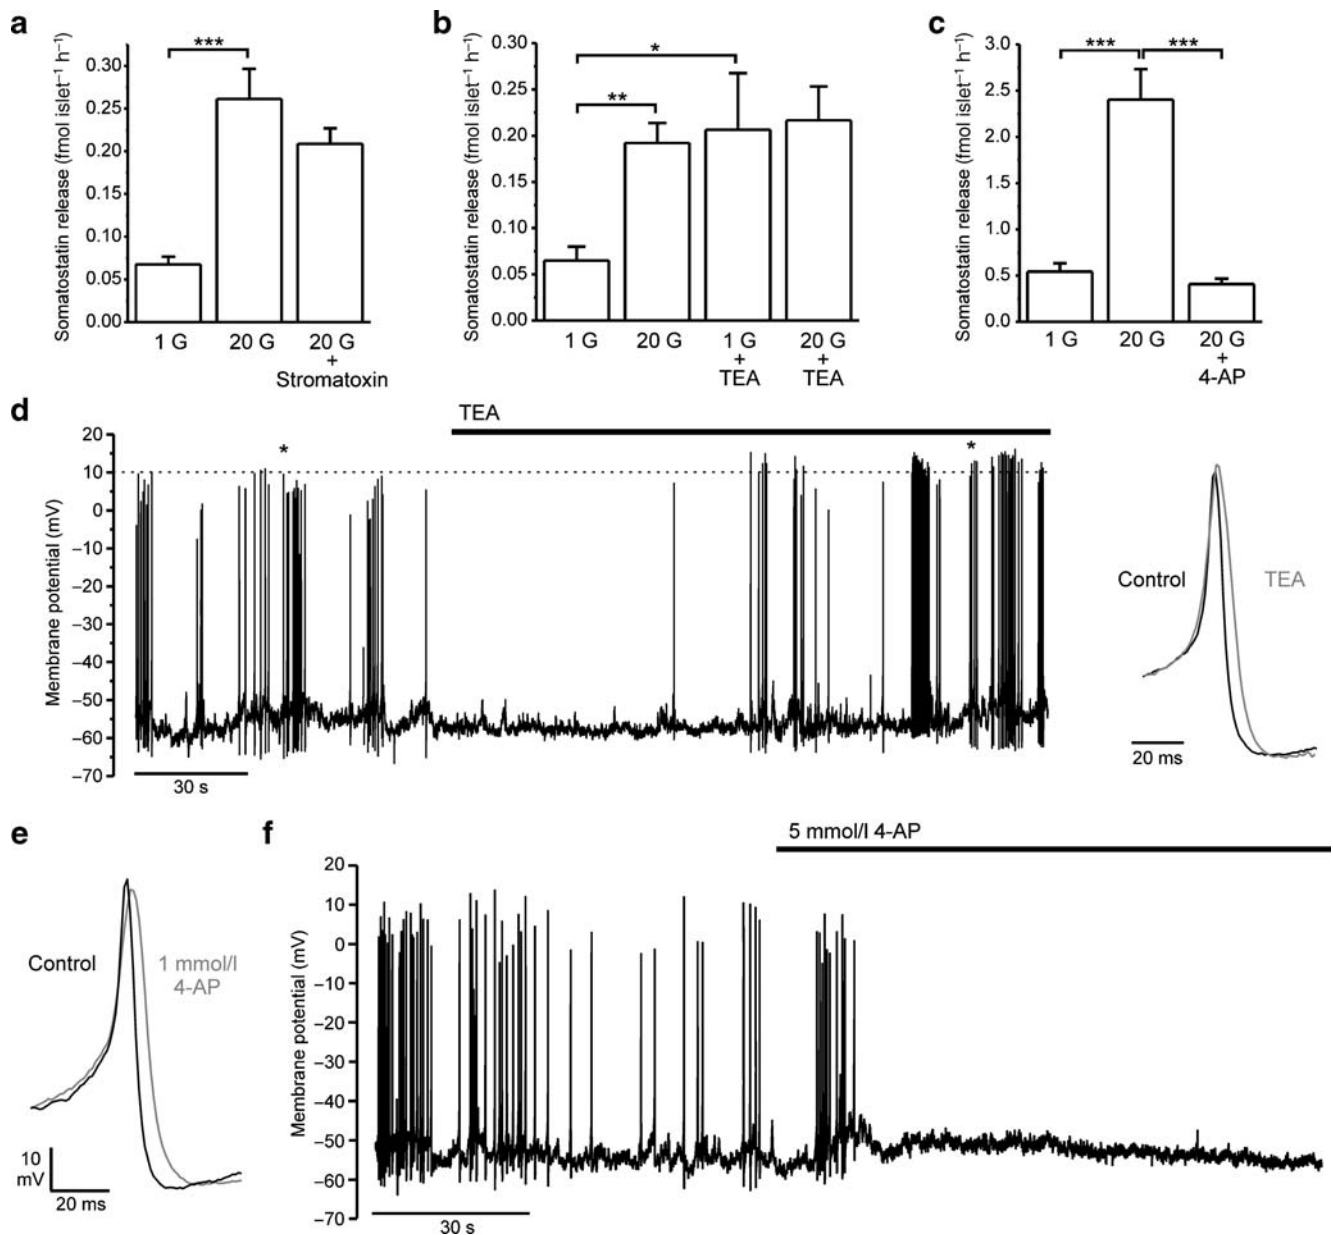 a
Somatostatin release (fmol islet⁻¹ h⁻¹)
0.30
0.25
0.20
0.15
0.10
0.05
0.00
***
1 G
20 G
20 G
+
Stromatoxin
b
Somatostatin release (fmol islet⁻¹ h⁻¹)
0.30
0.25
0.20
0.15
0.10
0.05
0.00
*
**
1 G
20 G
1 G
+
TEA
20 G
+
TEA
c
Somatostatin release (fmol islet⁻¹ h⁻¹)
3.0
2.5
2.0
1.5
1.0
0.5
0.0
***
***
1 G
20 G
20 G
+
4-AP
d
TEA
Membrane potential (mV)
20
10
0
−10
−20
−30
−40
−50
−60
−70
*
*
30 s
Control
TEA
20 ms
e
Control
1 mmol/l
4-AP
10
mV
20 ms
f
5 mmol/l 4-AP
Membrane potential (mV)
20
10
0
−10
−20
−30
−40
−50
−60
−70
30 s